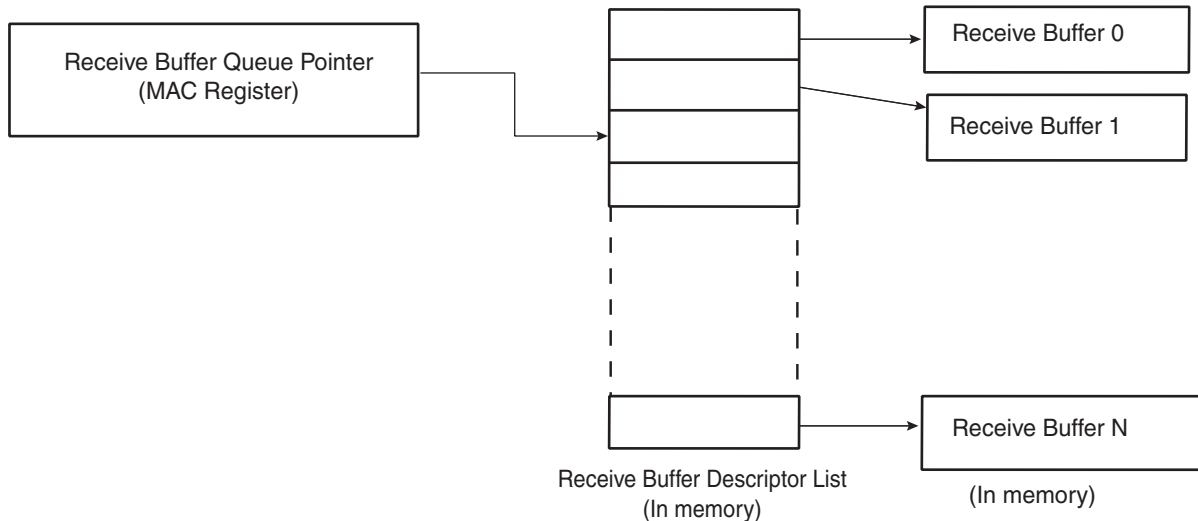 Receive Buffer Queue Pointer
(MAC Register)
Receive Buffer 0
Receive Buffer 1
Receive Buffer N
Receive Buffer Descriptor List
(In memory)
(In memory)